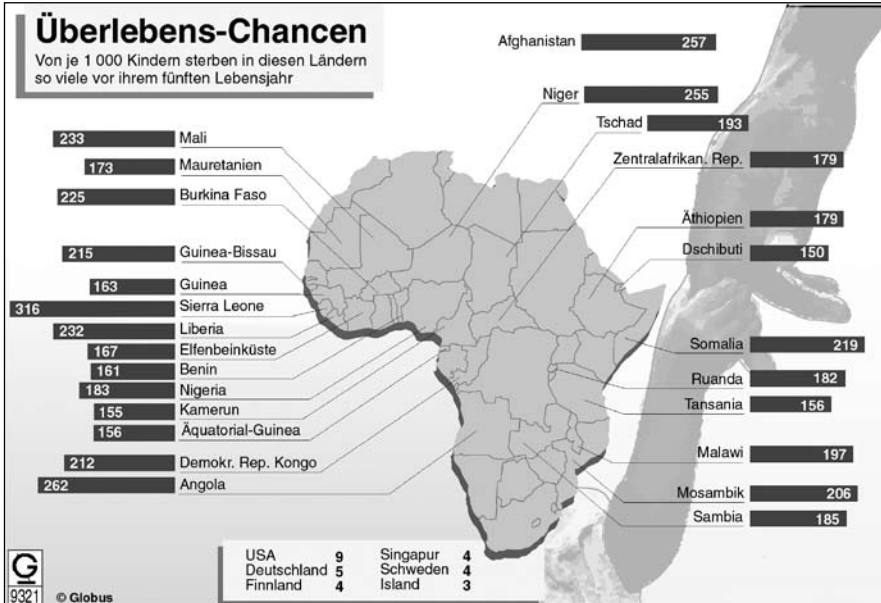 Überlebens-Chancen
Von je 1 000 Kindern sterben in diesen Ländern
so viele vor ihrem fünften Lebensjahr
233 Mali
173 Mauretanien
225 Burkina Faso
215 Guinea-Bissau
163 Guinea
316 Sierra Leone
232 Liberia
167 Elfenbeinküste
161 Benin
183 Nigeria
155 Kamerun
156 Äquatorial-Guinea
212 Demokr. Rep. Kongo
262 Angola
Afghanistan 257
Niger 255
Tschad 193
Zentralafrikan. Rep. 179
Äthiopien 179
Dschibuti 150
Somalia 219
Ruanda 182
Tansania 156
Malawi 197
Mosambik 206
Sambia 185
USA 9 Singapur 4
Deutschland 5 Schweden 4
Finnland 4 Island 3
G
9321 © Globus